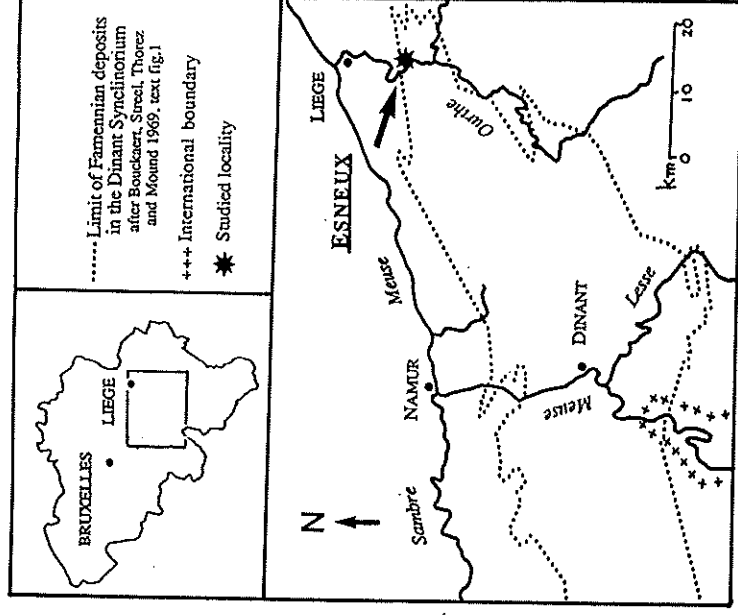 BRUXELLES
LIEGE
------ Limit of Famennian deposits
in the Dinant Synclinorium
after Bouckaert, Streel, Thorez
and Mound 1969, text fig.1
+++ International boundary
Studied locality
N
LIEGE
ESNEUX
Meuse
NAMUR
Sambre
Ourthe
DINANT
Meuse
Lesse
Km 0 10 20